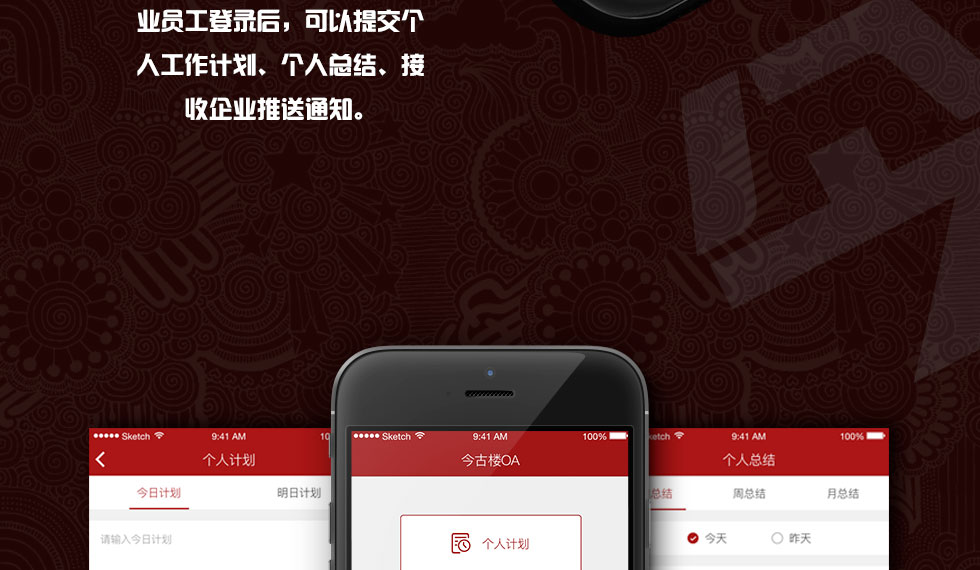 业员工登录后，可以提交个
人工作计划、个人总结、接
收企业推送通知。
Sketch 9:41 AM 10
个人计划
今日计划 明日计划
请输入今日计划
Sketch 9:41 AM 100%
今古楼OA
个人计划
ketch 9:41 AM 100%
个人总结
总结 周总结 月总结
今天 昨天